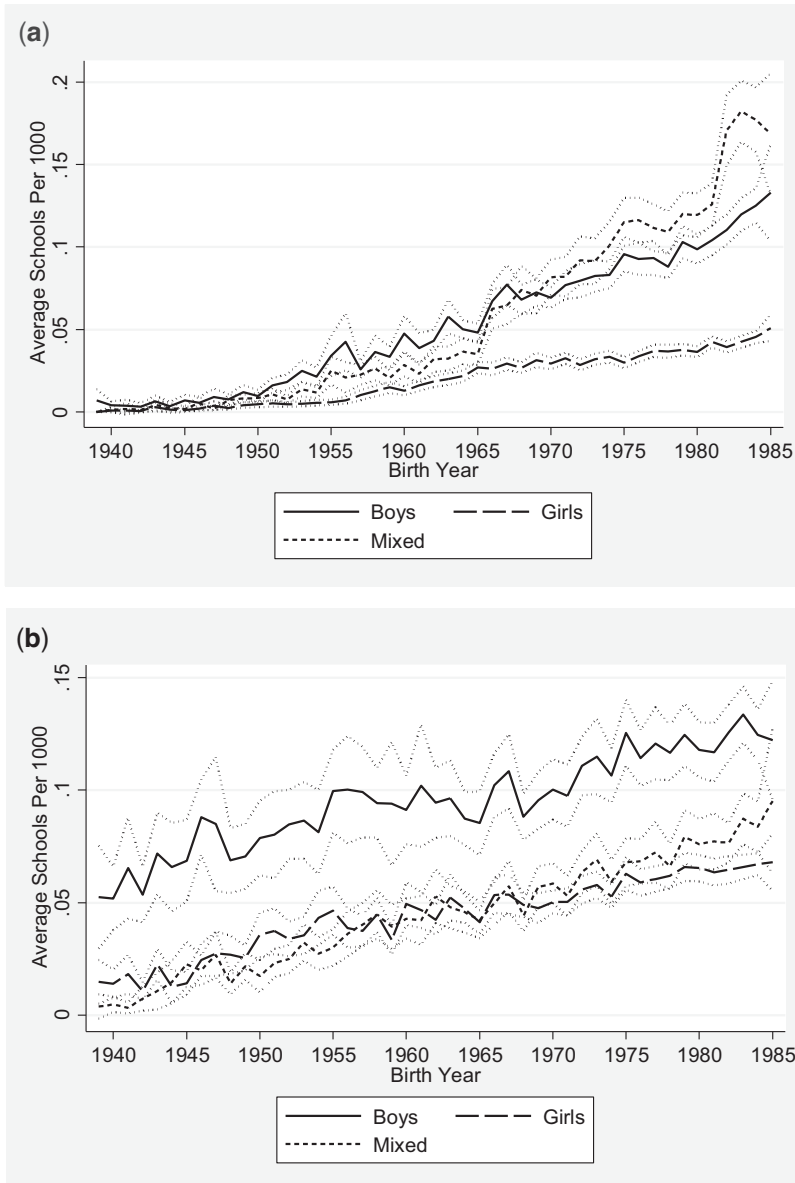 (a)
Average Schools Per 1000
.2
.15
.1
.05
0
1940 1945 1950 1955 1960 1965 1970 1975 1980 1985
Birth Year
Boys Girls
Mixed
(b)
Average Schools Per 1000
.15
.1
.05
0
1940 1945 1950 1955 1960 1965 1970 1975 1980 1985
Birth Year
Boys Girls
Mixed